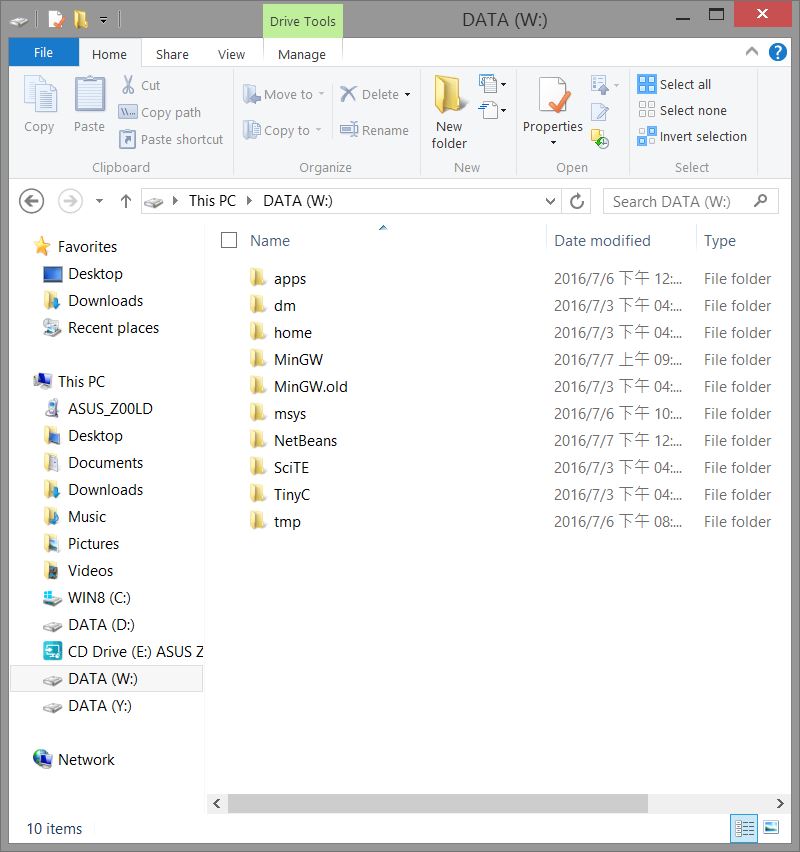 Drive Tools
DATA (W:)
File
Home
Share
View
Manage
Copy
Paste
Cut
Copy path
Paste shortcut
Clipboard
Move to
Copy to
Delete
Rename
Organize
New folder
New
Properties
Open
Select all
Select none
Invert selection
Select
This PC
DATA (W:)
Search DATA (W:)
Favorites
Desktop
Downloads
Recent places
This PC
ASUS_Z00LD
Desktop
Documents
Downloads
Music
Pictures
Videos
WIN8 (C:)
DATA (D:)
CD Drive (E:) ASUS Z
DATA (W:)
DATA (Y:)
Network
Name Date modified Type
apps 2016/7/6 下午 12:... File folder
dm 2016/7/3 下午 04:... File folder
home 2016/7/3 下午 04:... File folder
MinGW 2016/7/7 上午 09:... File folder
MinGW.old 2016/7/3 下午 04:... File folder
msys 2016/7/6 下午 10:... File folder
NetBeans 2016/7/7 下午 12:... File folder
SciTE 2016/7/3 下午 04:... File folder
TinyC 2016/7/3 下午 04:... File folder
tmp 2016/7/6 下午 08:... File folder
10 items